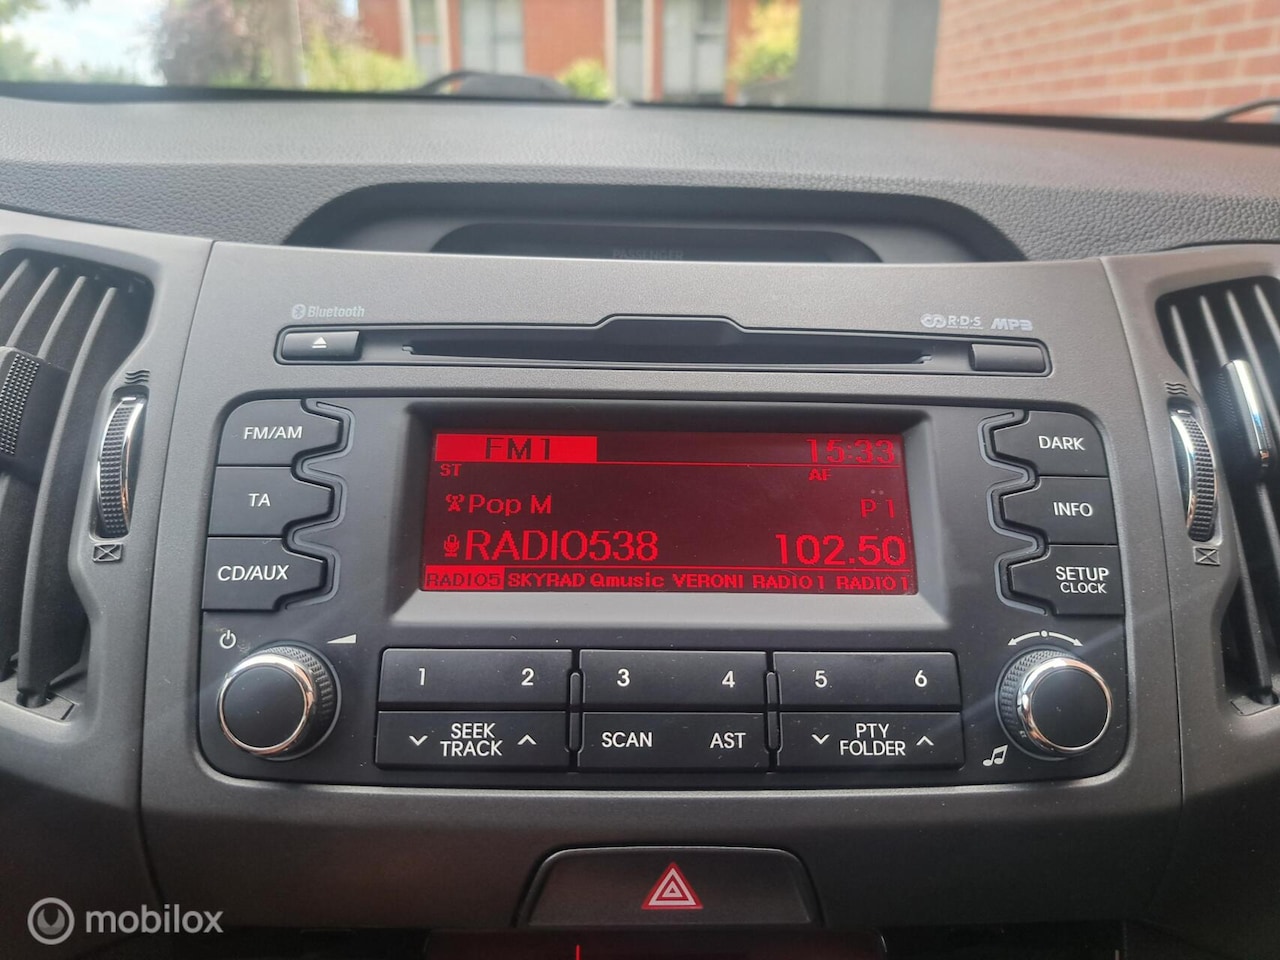 PASSENGER
Bluetooth
R·D·S MP3
FM/AM
TA
CD/AUX
FM1 15:33
ST AF
Pop M P1
RADIO538 102.50
RADIO5 SKYRAD Qmusic VERONI RADIO1 RADIO1
DARK
INFO
SETUP
CLOCK
1 2 3 4 5 6
SEEK
TRACK
SCAN AST
PTY
FOLDER
mobilox